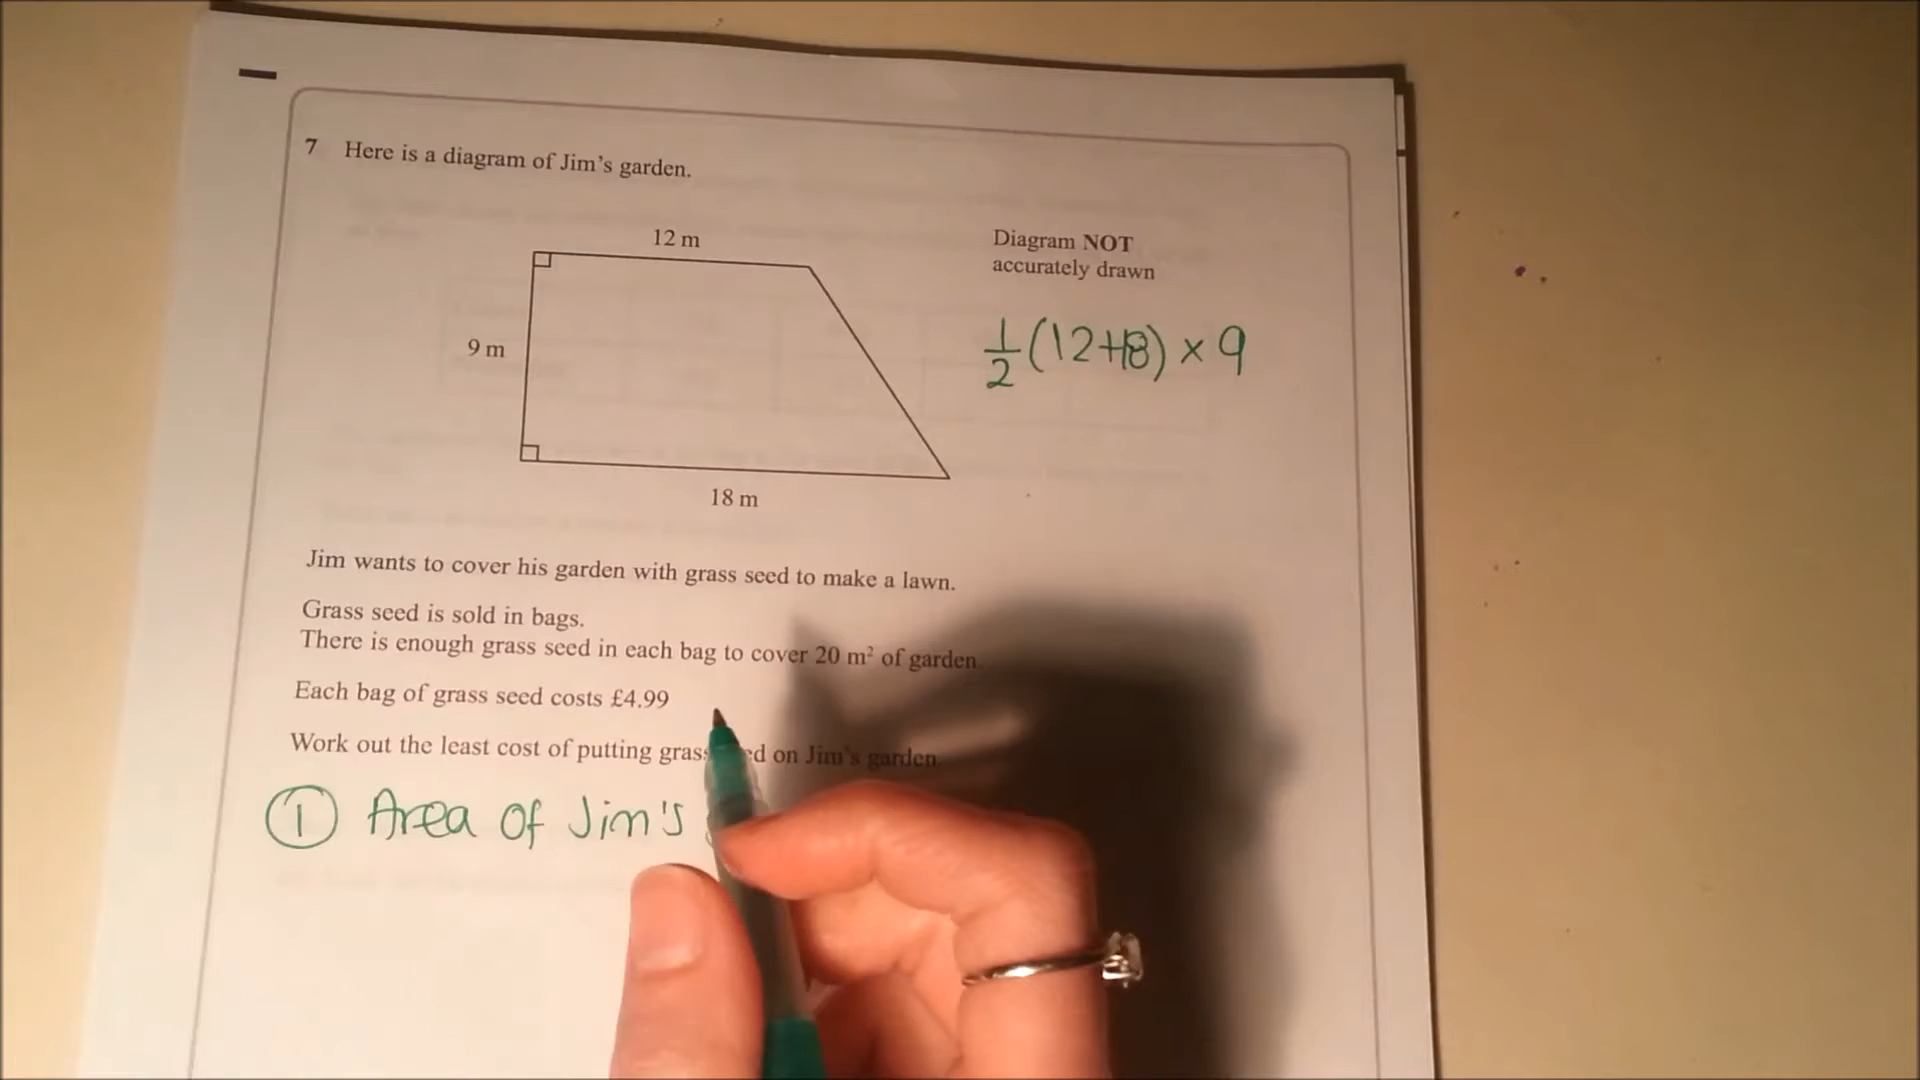 7 Here is a diagram of Jim's garden.
12 m
Diagram NOT
accurately drawn
9 m
½(12+18) × 9
18 m
Jim wants to cover his garden with grass seed to make a lawn.
Grass seed is sold in bags.
There is enough grass seed in each bag to cover 20 m² of garden.
Each bag of grass seed costs £4.99
Work out the least cost of putting grass on Jim's garden.
① Area of Jim's